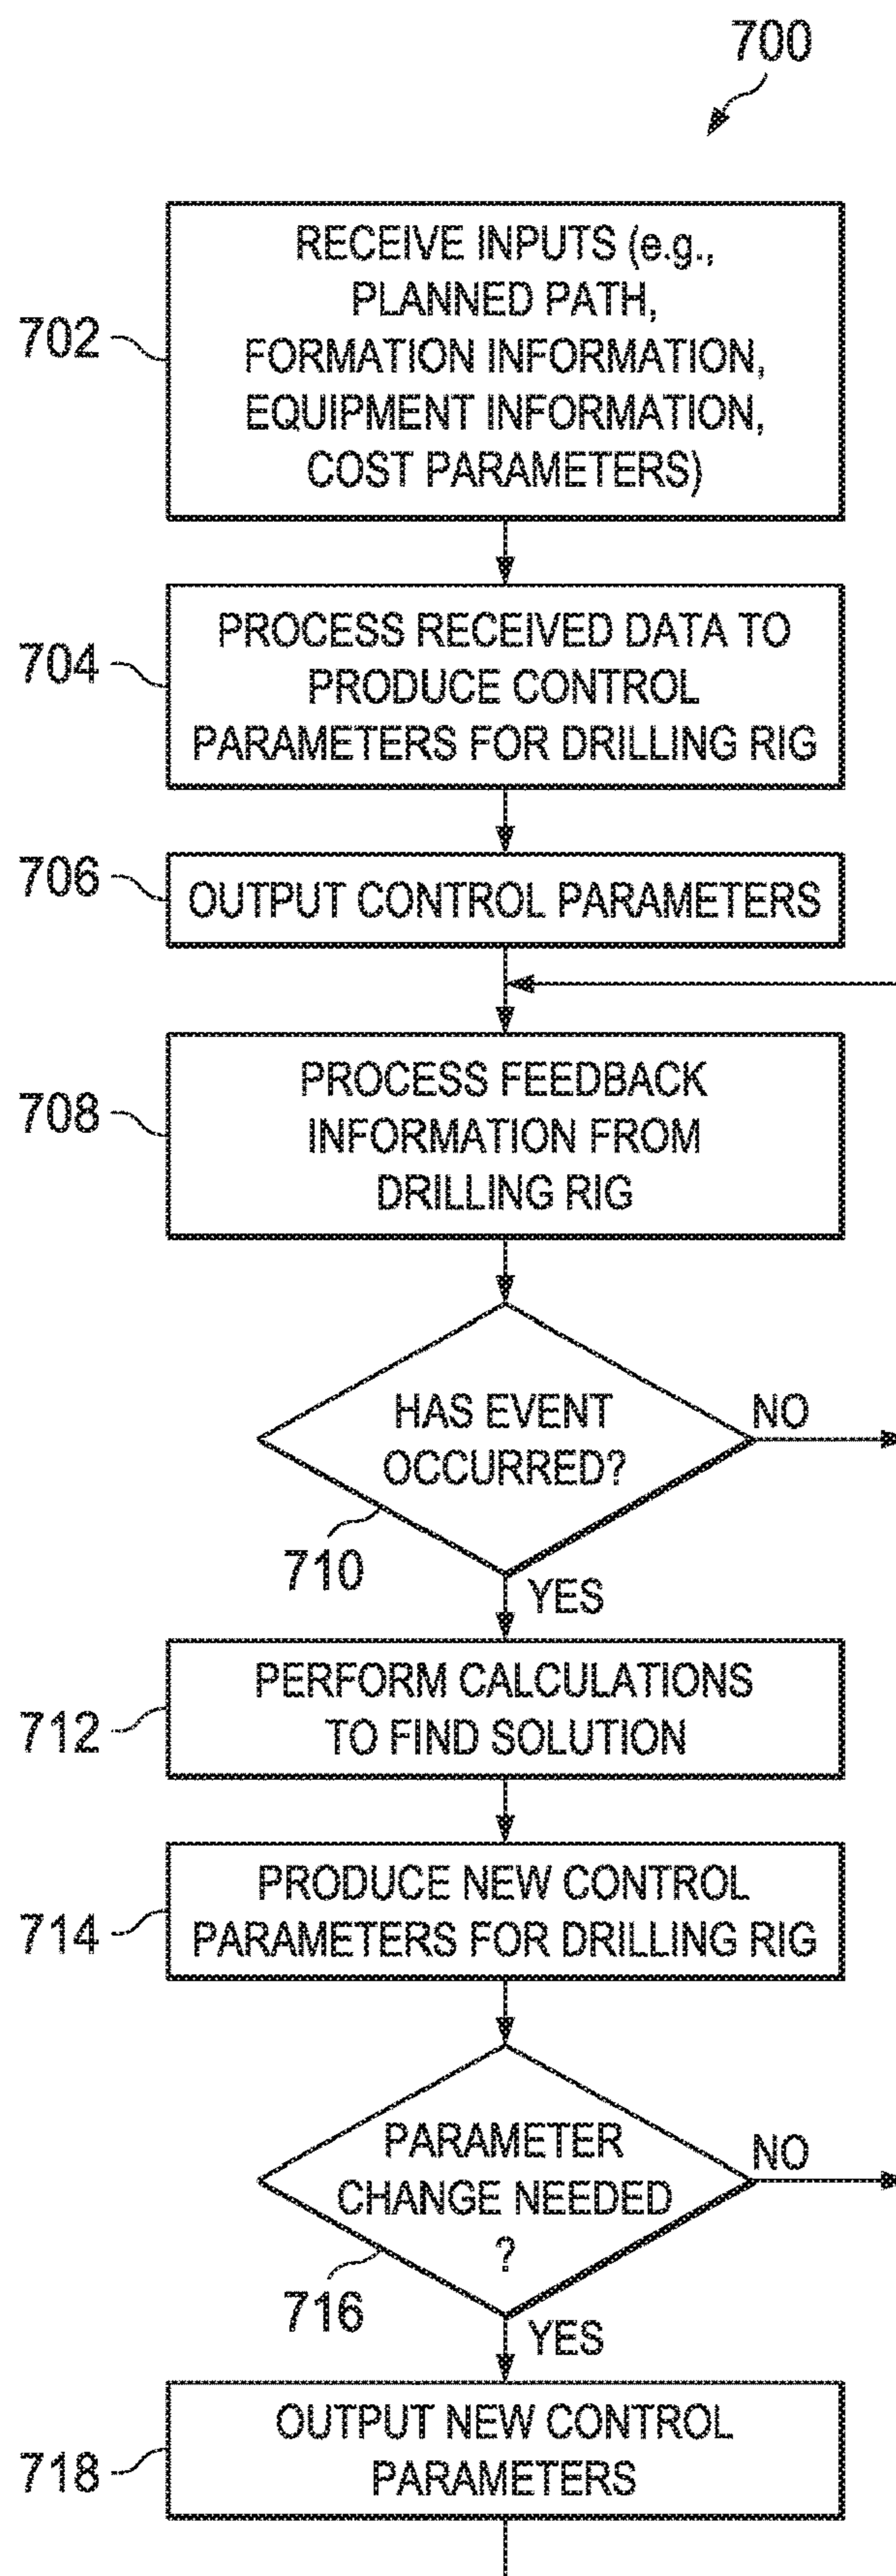 700
702
RECEIVE INPUTS (e.g.,
PLANNED PATH,
FORMATION INFORMATION,
EQUIPMENT INFORMATION,
COST PARAMETERS)
704
PROCESS RECEIVED DATA TO
PRODUCE CONTROL
PARAMETERS FOR DRILLING RIG
706
OUTPUT CONTROL PARAMETERS
708
PROCESS FEEDBACK
INFORMATION FROM
DRILLING RIG
HAS EVENT
OCCURRED?
NO
710
YES
712
PERFORM CALCULATIONS
TO FIND SOLUTION
714
PRODUCE NEW CONTROL
PARAMETERS FOR DRILLING RIG
PARAMETER
CHANGE NEEDED
?
NO
716
YES
718
OUTPUT NEW CONTROL
PARAMETERS